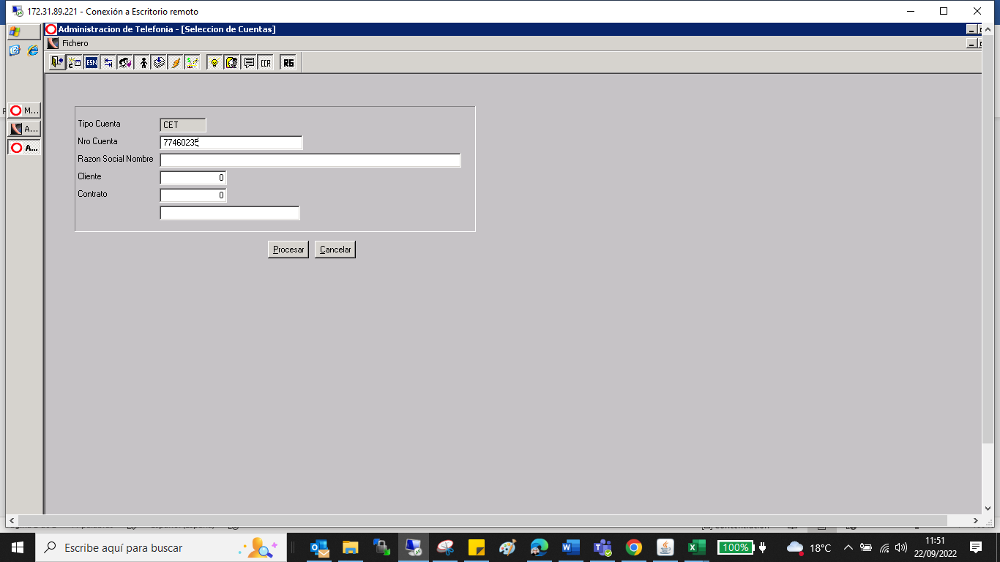 172.31.89.221 - Conexión a Escritorio remoto
Administracion de Telefonia - [Seleccion de Cuentas]
Fichero
ESN
CCR
RG
M...
A...
A...
Tipo Cuenta
CET
Nro Cuenta
77460235
Razon Social Nombre
Cliente
0
Contrato
0
Procesar
Cancelar
Escribe aquí para buscar
100%
18°C
11:51
22/09/2022